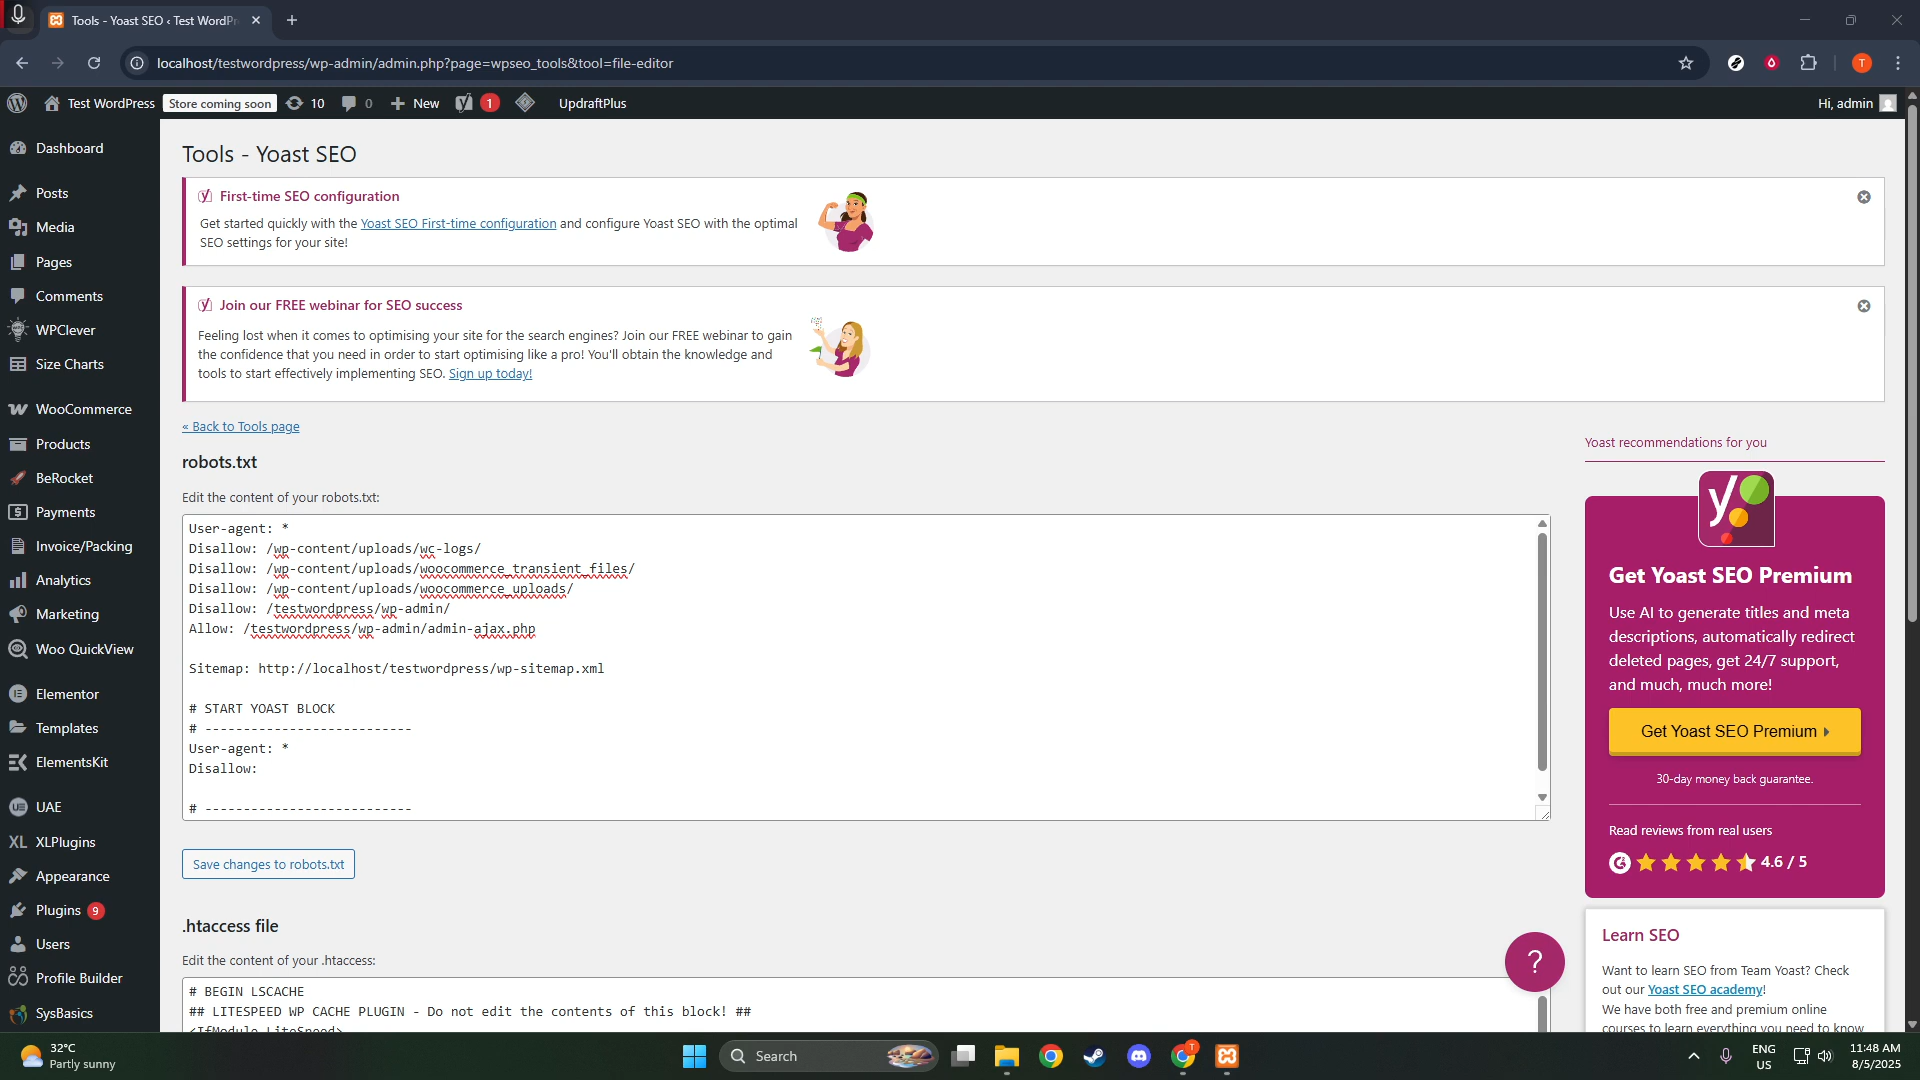 Tools - Yoast SEO ‹ Test WordPr
localhost/testwordpress/wp-admin/admin.php?page=wpseo_tools&tool=file-editor
T
Test WordPress
Store coming soon
10
0
New
1
UpdraftPlus
Hi, admin
Dashboard
Posts
Media
Pages
Comments
WPClever
Size Charts
WooCommerce
Products
BeRocket
Payments
Invoice/Packing
Analytics
Marketing
Woo QuickView
Elementor
Templates
ElementsKit
UAE
XLPlugins
Appearance
Plugins 9
Users
Profile Builder
SysBasics
Tools - Yoast SEO
First-time SEO configuration
Get started quickly with the Yoast SEO First-time configuration and configure Yoast SEO with the optimal
SEO settings for your site!
Join our FREE webinar for SEO success
Feeling lost when it comes to optimising your site for the search engines? Join our FREE webinar to gain
the confidence that you need in order to start optimising like a pro! You'll obtain the knowledge and
tools to start effectively implementing SEO. Sign up today!
« Back to Tools page
robots.txt
Edit the content of your robots.txt:
User-agent: *
Disallow: /wp-content/uploads/wc-logs/
Disallow: /wp-content/uploads/woocommerce_transient_files/
Disallow: /wp-content/uploads/woocommerce_uploads/
Disallow: /testwordpress/wp-admin/
Allow: /testwordpress/wp-admin/admin-ajax.php
Sitemap: http://localhost/testwordpress/wp-sitemap.xml
# START YOAST BLOCK
# ---------------------------
User-agent: *
Disallow:
# ---------------------------
Save changes to robots.txt
.htaccess file
Edit the content of your .htaccess:
# BEGIN LSCACHE
## LITESPEED WP CACHE PLUGIN - Do not edit the contents of this block! ##
<IfModule LiteSpeed>
Yoast recommendations for you
Get Yoast SEO Premium
Use AI to generate titles and meta
descriptions, automatically redirect
deleted pages, get 24/7 support,
and much, much more!
Get Yoast SEO Premium
30-day money back guarantee.
Read reviews from real users
4.6 / 5
Learn SEO
Want to learn SEO from Team Yoast? Check
out our Yoast SEO academy!
We have both free and premium online
courses to learn everything you need to know
?
32°C
Partly sunny
Search
ENG
US
11:48 AM
8/5/2025